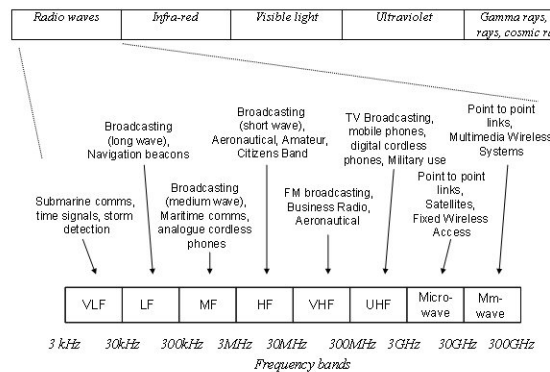 Radio waves
Infra-red
Visible light
Ultraviolet
Gamma rays,
rays, cosmic
Broadcasting
(long wave),
Navigation beacons
Broadcasting
(short wave),
Aeronautical, Amateur,
Citizens Band
TV Broadcasting,
mobile phones,
digital cordless
phones, Military use
Point to point
links,
Multimedia Wireless
Systems
Submarine comms,
time signals, storm
detection
Broadcasting
(medium wave),
Maritime comms,
analogue cordless
phones
FM broadcasting,
Business Radio,
Aeronautical
Point to point
links,
Satellites,
Fixed Wireless
Access
VLF
LF
MF
HF
VHF
UHF
Micro-
wave
Mm-
wave
3 kHz 30kHz 300kHz 3MHz 30MHz 300MHz 3GHz 30GHz 300GHz
Frequency bands